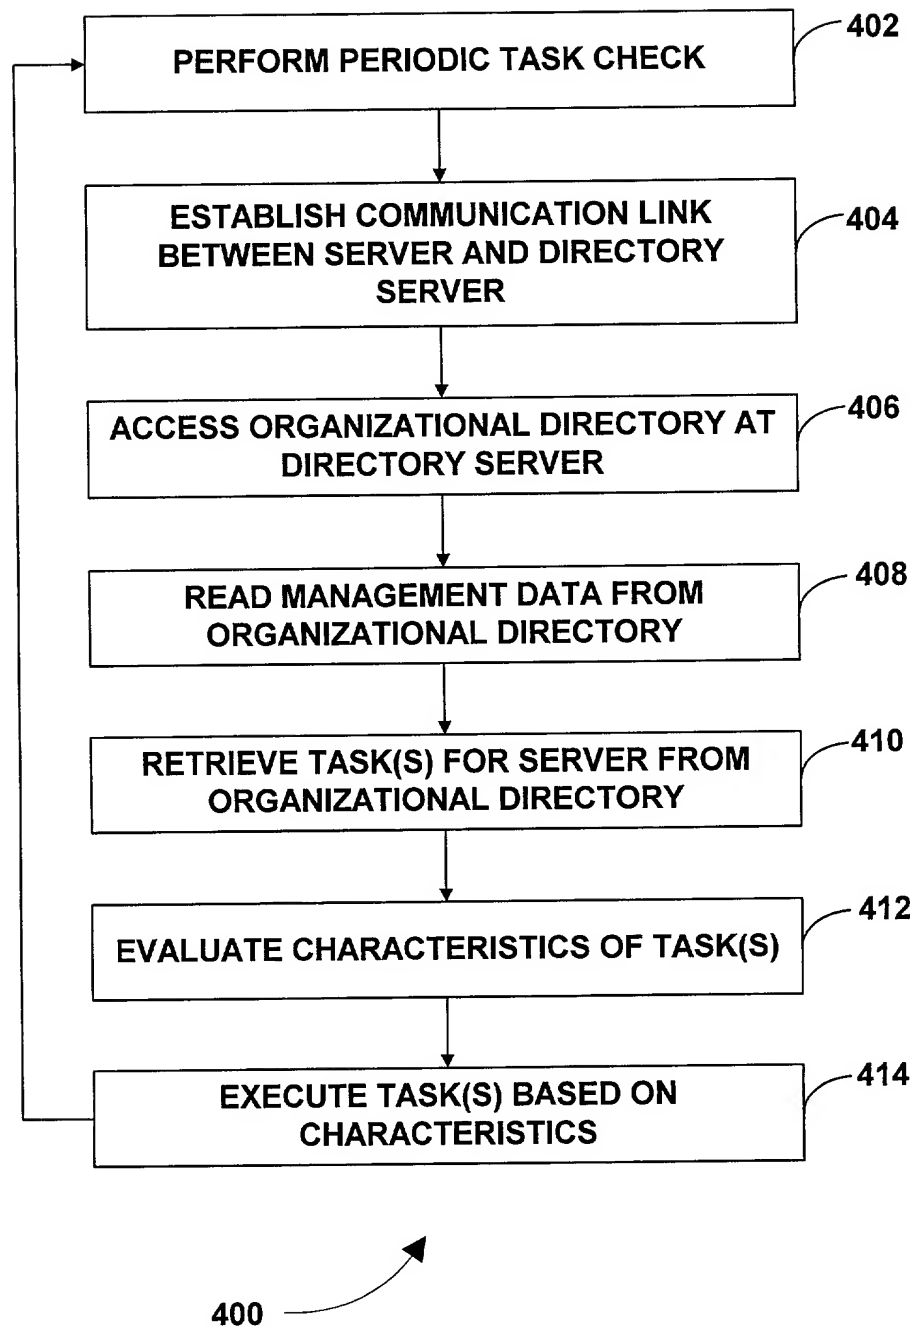 PERFORM PERIODIC TASK CHECK
402
ESTABLISH COMMUNICATION LINK
BETWEEN SERVER AND DIRECTORY
SERVER
404
ACCESS ORGANIZATIONAL DIRECTORY AT
DIRECTORY SERVER
406
READ MANAGEMENT DATA FROM
ORGANIZATIONAL DIRECTORY
408
RETRIEVE TASK(S) FOR SERVER FROM
ORGANIZATIONAL DIRECTORY
410
EVALUATE CHARACTERISTICS OF TASK(S)
412
EXECUTE TASK(S) BASED ON
CHARACTERISTICS
414
400